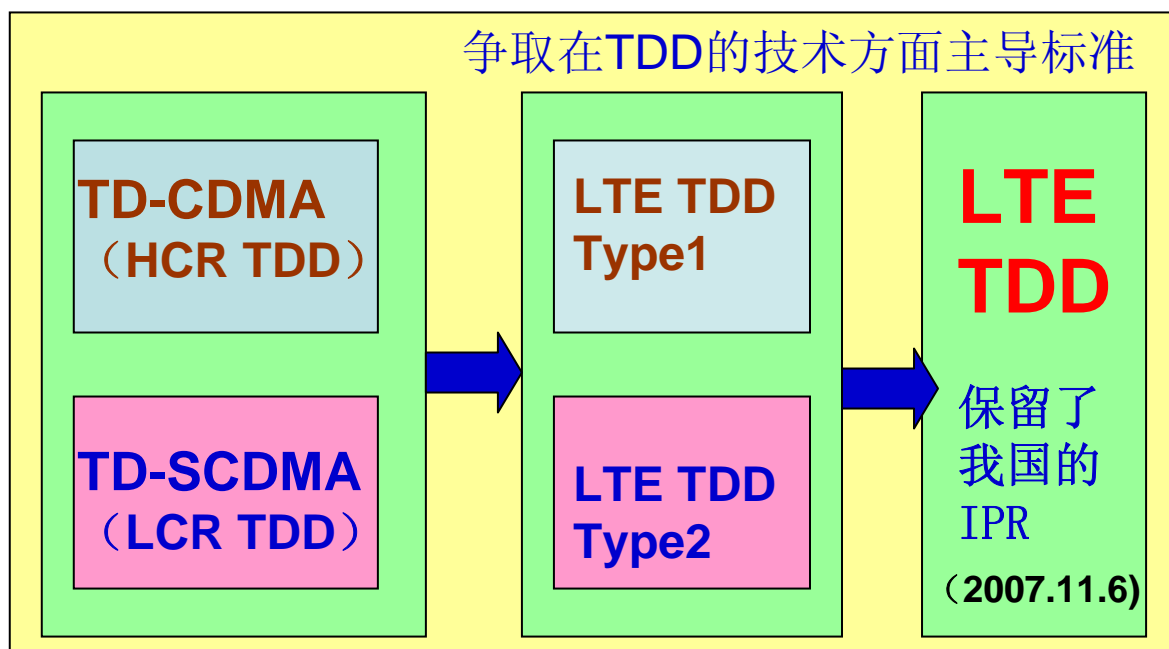 争取在TDD的技术方面主导标准
TD-CDMA
（HCR TDD）
TD-SCDMA
（LCR TDD）
LTE TDD
Type1
LTE TDD
Type2
LTE
TDD
保留了
我国的
IPR
（2007.11.6)